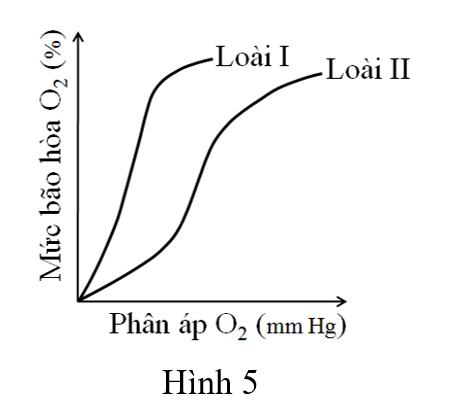 Mức bão hòa O₂ (%)
Loài I
Loài II
Phân áp O₂ (mm Hg)
Hình 5